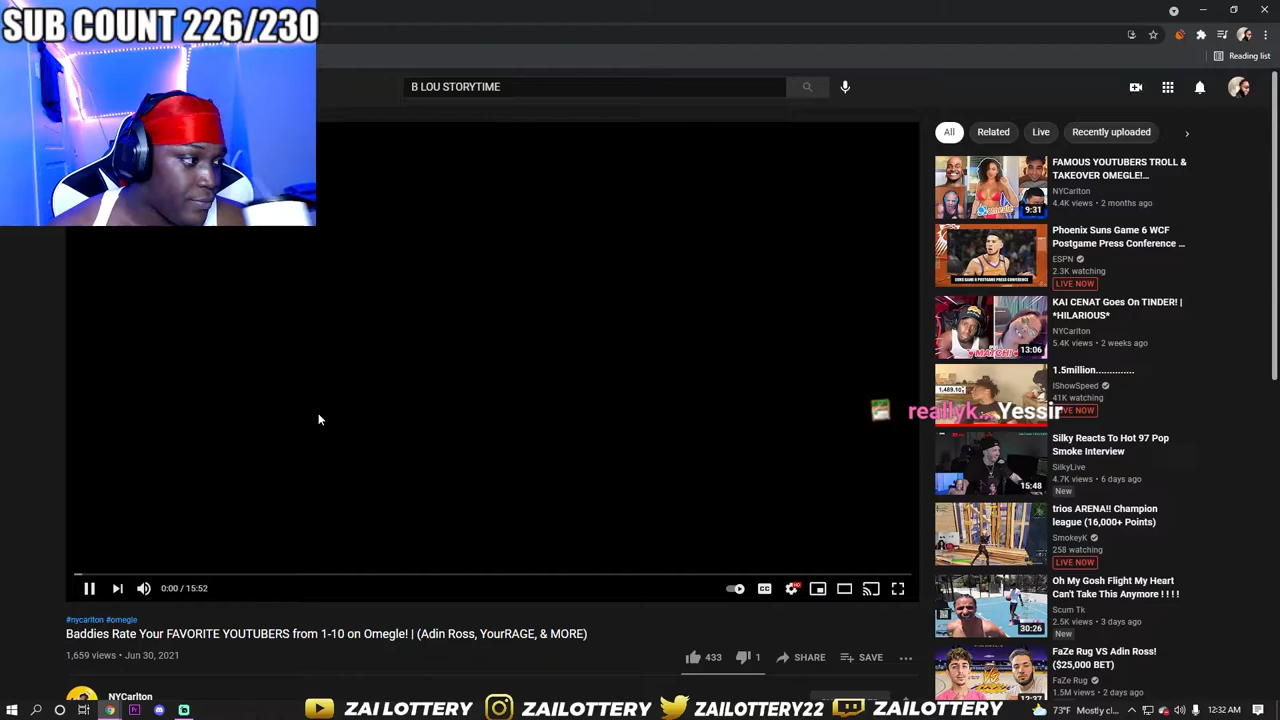 SUB COUNT 226/230
Reading list
B LOU STORYTIME
All
Related
Live
Recently uploaded
FAMOUS YOUTUBERS TROLL &
TAKEOVER OMEGLE!...
NYCarlton
4.4K views • 2 months ago
9:31
Phoenix Suns Game 6 WCF
Postgame Press Conference ...
ESPN
2.3K watching
LIVE NOW
KAI CENAT Goes On TINDER! |
*HILARIOUS*
NYCarlton
5.4K views • 2 weeks ago
13:06
1.5million..............
IShowSpeed
41K watching
reallyk... Yessir
Silky Reacts To Hot 97 Pop
Smoke Interview
SilkyLive
4.7K views • 6 days ago
New
15:48
trios ARENA!! Champion
league (16,000+ Points)
SmokeyK
258 watching
LIVE NOW
Oh My Gosh Flight My Heart
Can't Take This Anymore ! ! ! !
Scum Tk
2.5K views • 3 days ago
New
30:26
FaZe Rug VS Adin Ross!
($25,000 BET)
FaZe Rug
1.5M views • 2 days ago
0:00 / 15:52
#nycarlton #omegle
Baddies Rate Your FAVORITE YOUTUBERS from 1-10 on Omegle! | (Adin Ross, YourRAGE, & MORE)
1,659 views • Jun 30, 2021
433
1
SHARE
SAVE
NYCarlton
ZAI LOTTERY
ZAILOTTERY
ZAILOTTERY22
ZAILOTTERY
73°F Mostly cl...
12:32 AM